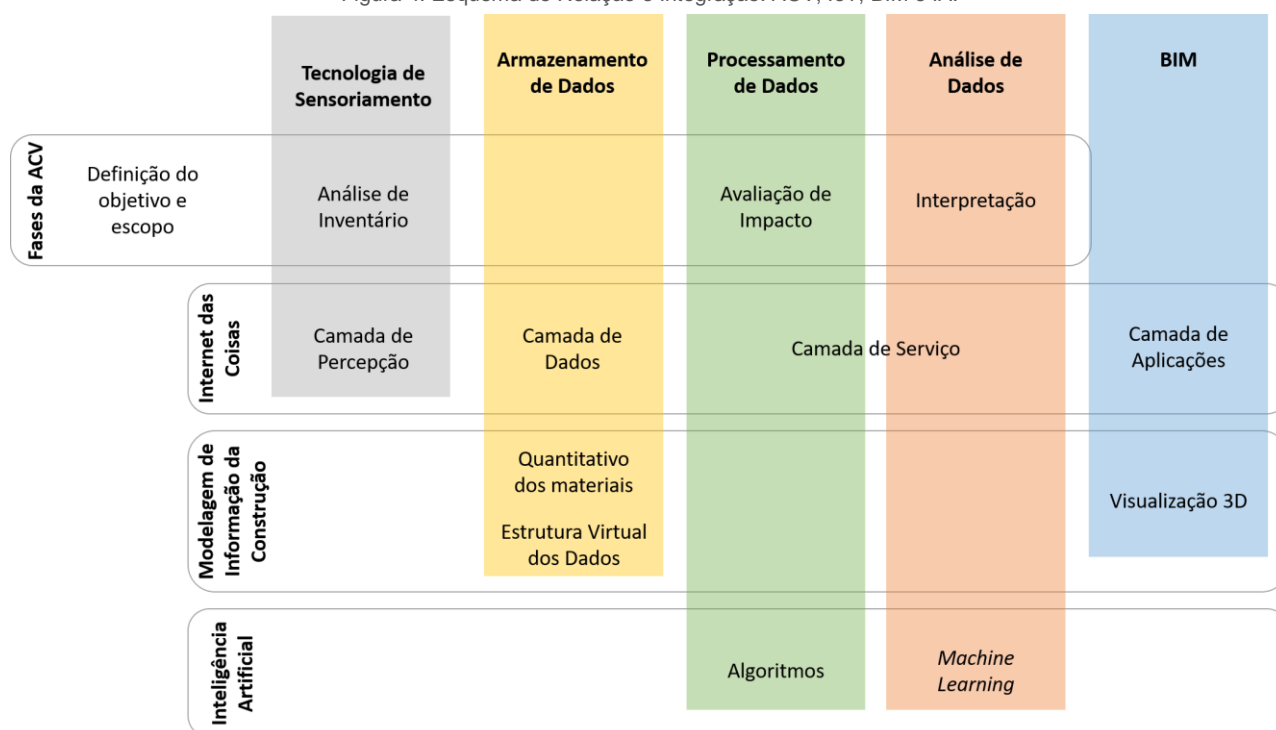 Tecnologia de
Sensoriamento
Armazenamento
de Dados
Processamento
de Dados
Análise de
Dados
BIM
Fases da ACV
Definição do
objetivo e
escopo
Análise de
Inventário
Avaliação de
Impacto
Interpretação
Internet das
Coisas
Camada de
Percepção
Camada de
Dados
Camada de Serviço
Camada de
Aplicações
Modelagem de
Informação da
Construção
Quantitativo
dos materiais
Estrutura Virtual
dos Dados
Visualização 3D
Inteligência
Artificial
Algoritmos
Machine
Learning